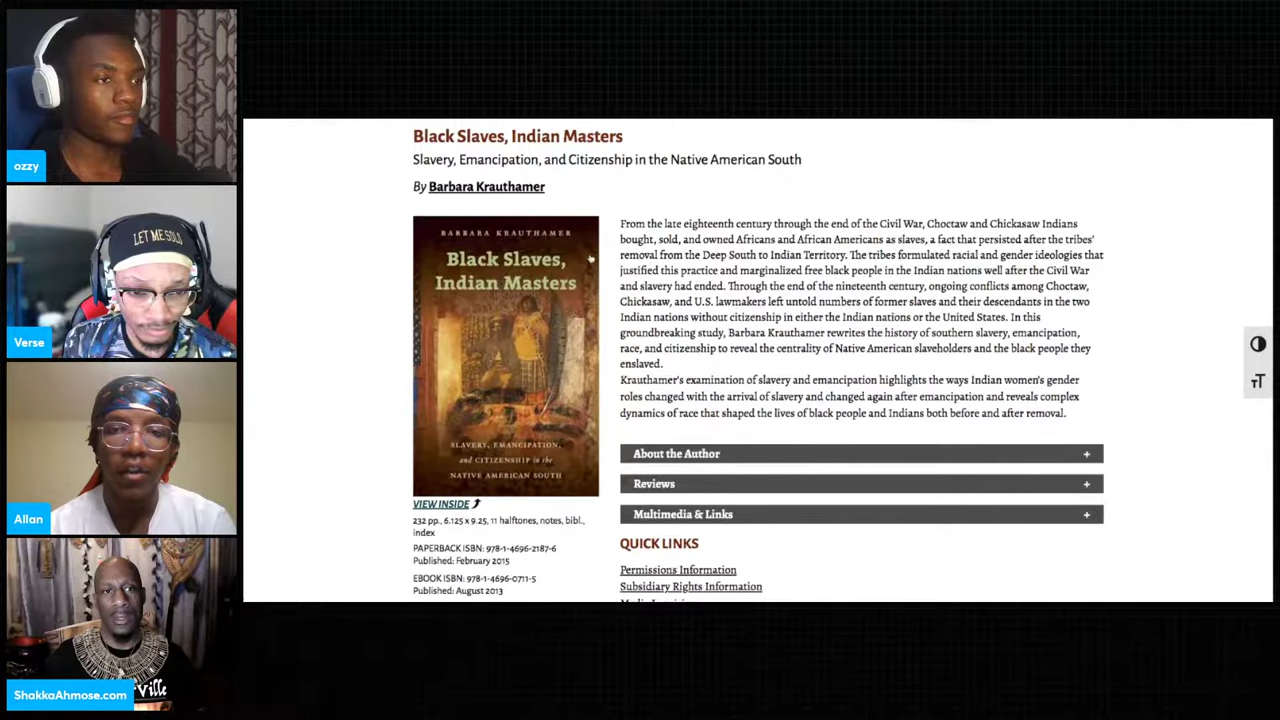 ozzy
LET ME SOLO
Verse
Allan
ShakkaAhmose.com
Black Slaves, Indian Masters
Slavery, Emancipation, and Citizenship in the Native American South
By Barbara Krauthamer
BARBARA KRAUTHAMER
Black Slaves,
Indian Masters
SLAVERY, EMANCIPATION,
and CITIZENSHIP in the
NATIVE AMERICAN SOUTH
VIEW INSIDE
232 pp., 6.125 x 9.25, 11 halftones, notes, bibl.,
index
PAPERBACK ISBN: 978-1-4696-2187-6
Published: February 2015
EBOOK ISBN: 978-1-4696-0711-5
Published: August 2013
From the late eighteenth century through the end of the Civil War, Choctaw and Chickasaw Indians
bought, sold, and owned Africans and African Americans as slaves, a fact that persisted after the tribes'
removal from the Deep South to Indian Territory. The tribes formulated racial and gender ideologies that
justified this practice and marginalized free black people in the Indian nations well after the Civil War
and slavery had ended. Through the end of the nineteenth century, ongoing conflicts among Choctaw,
Chickasaw, and U.S. lawmakers left untold numbers of former slaves and their descendants in the two
Indian nations without citizenship in either the Indian nations or the United States. In this
groundbreaking study, Barbara Krauthamer rewrites the history of southern slavery, emancipation,
race, and citizenship to reveal the centrality of Native American slaveholders and the black people they
enslaved.
Krauthamer's examination of slavery and emancipation highlights the ways Indian women's gender
roles changed with the arrival of slavery and changed again after emancipation and reveals complex
dynamics of race that shaped the lives of black people and Indians both before and after removal.
About the Author +
Reviews +
Multimedia & Links +
QUICK LINKS
Permissions Information
Subsidiary Rights Information
TT